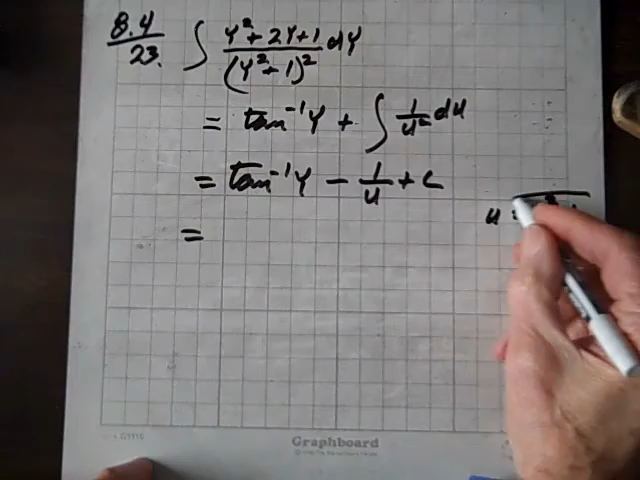 8.4/23. ∫ (y² + 2y + 1)/(y² + 1)² dy
= tan⁻¹y + ∫ 1/u² du
= tan⁻¹y − 1/u + C
=
u
Graphboard